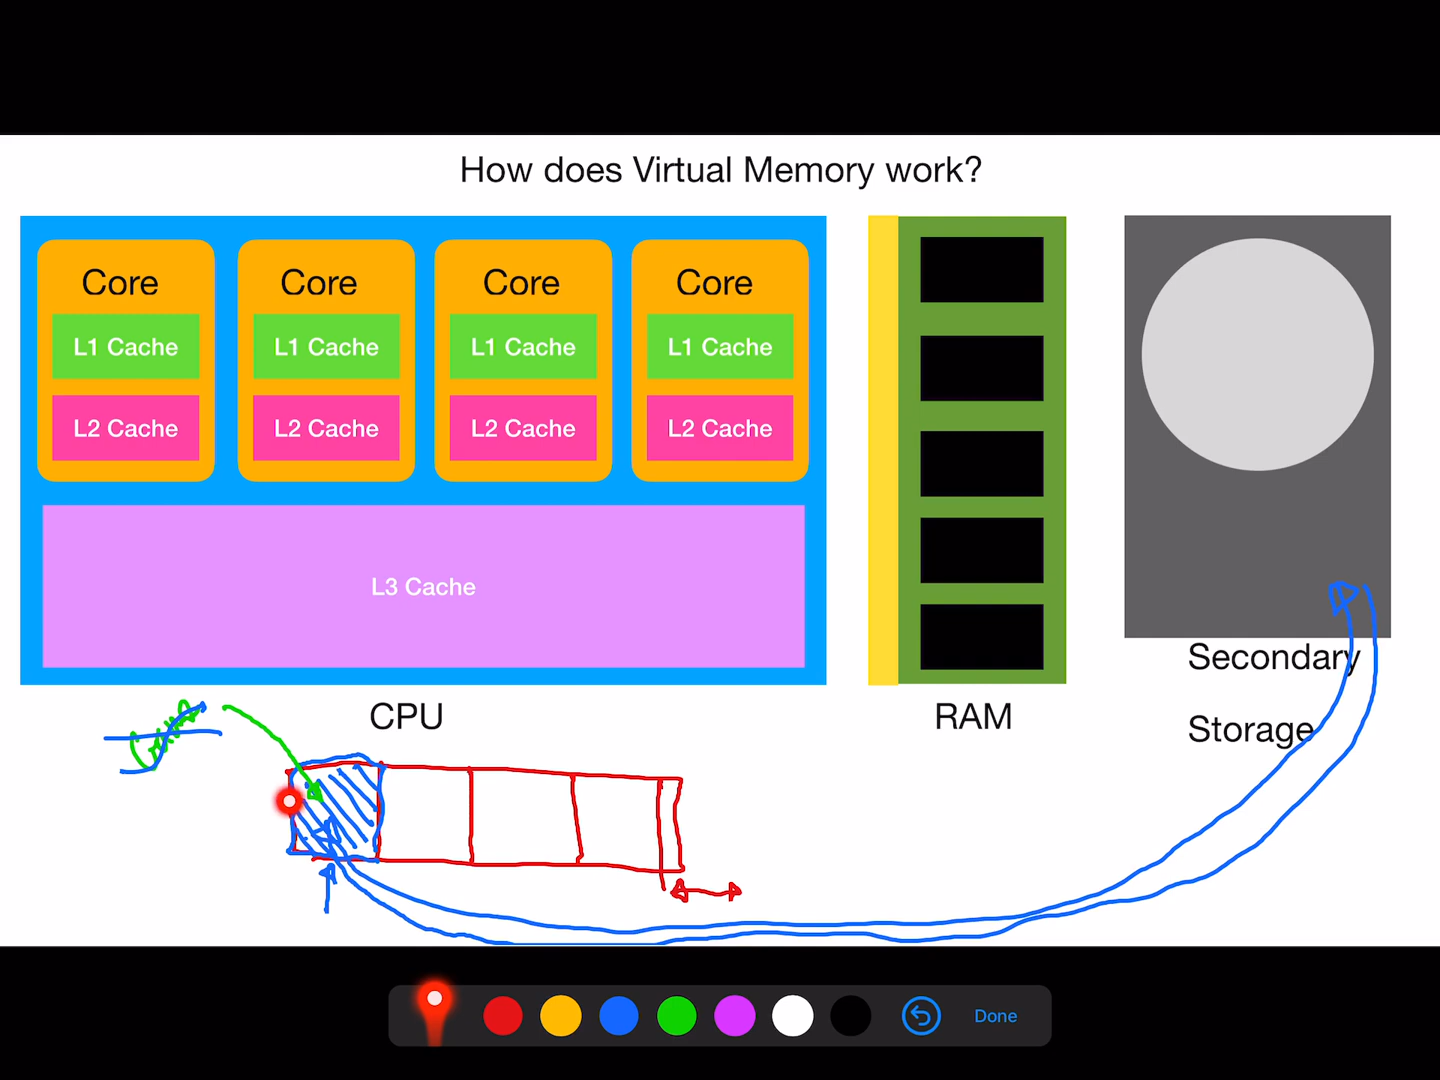 How does Virtual Memory work?
Core
Core
Core
Core
L1 Cache
L1 Cache
L1 Cache
L1 Cache
L2 Cache
L2 Cache
L2 Cache
L2 Cache
L3 Cache
CPU
RAM
Secondary
Storage
Done